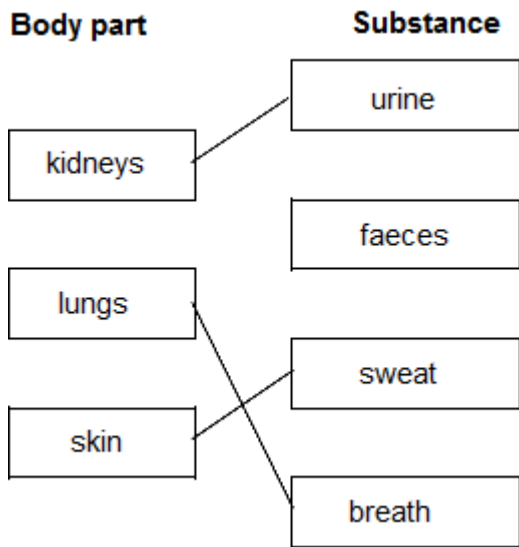 Body part
Substance
urine
kidneys
faeces
lungs
sweat
skin
breath